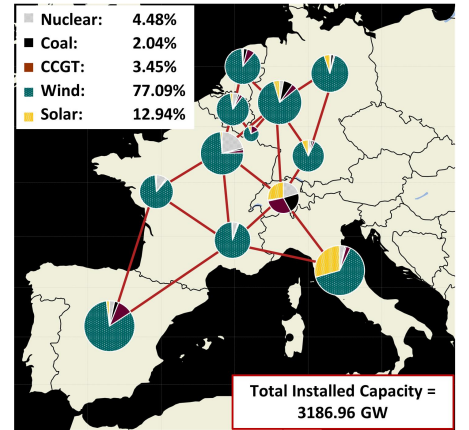 Nuclear: 4.48%
Coal: 2.04%
CCGT: 3.45%
Wind: 77.09%
Solar: 12.94%
Total Installed Capacity =
3186.96 GW